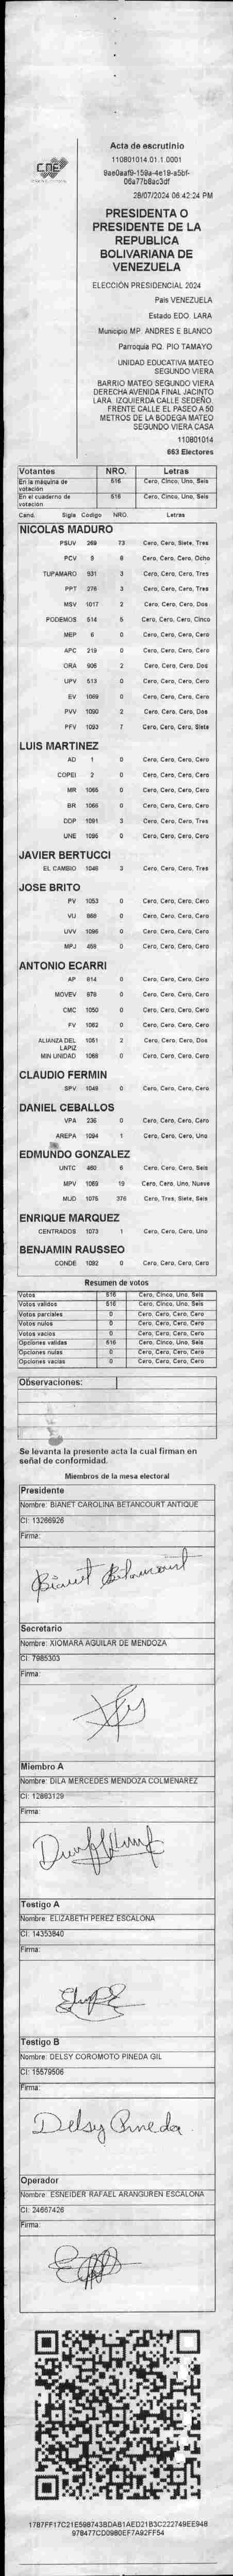 CNE
Acta de escrutinio
110801014.01.1.0001
28/07/2024 06:42:24 PM
PRESIDENTA O
PRESIDENTE DE LA
REPUBLICA
BOLIVARIANA DE
VENEZUELA
ELECCIÓN PRESIDENCIAL 2024
País VENEZUELA
Estado EDO. LARA
Municipio MP. ANDRES E BLANCO
Parroquia PQ. PIO TAMAYO
UNIDAD EDUCATIVA MATEO
SEGUNDO VIERA
BARRIO MATEO SEGUNDO VIERA
DERECHA AVENIDA FINAL JACINTO
LARA. IZQUIERDA CALLE SEDEÑO.
FRENTE CALLE EL PASEO A 50
METROS DE LA BODEGA MATEO
SEGUNDO VIERA CASA
110801014
663 Electores
Votantes NRO. Letras
En la máquina de votación 516 Cero, Cinco, Uno, Seis
En el cuaderno de votación 516 Cero, Cinco, Uno, Seis
Cand. Sigla Codigo NRO. Letras
NICOLAS MADURO
PSUV 269 73 Cero, Cero, Siete, Tres
PCV Cero, Cero, Cero, Ocho
TUPAMARO 931 3 Cero, Cero, Cero, Tres
PPT 276 3 Cero, Cero, Cero, Tres
MSV 1017 2 Cero, Cero, Cero, Dos
PODEMOS 514 5 Cero, Cero, Cero, Cinco
MEP 6 0 Cero, Cero, Cero, Cero
APC 219 0 Cero, Cero, Cero, Cero
ORA 906 2 Cero, Cero, Cero, Dos
UPV 513 0 Cero, Cero, Cero, Cero
EV 1069 0 Cero, Cero, Cero, Cero
PVV 1090 2 Cero, Cero, Cero, Dos
PFV 1093 7 Cero, Cero, Cero, Siete
LUIS MARTINEZ
AD 1 0 Cero, Cero, Cero, Cero
COPEI 2 0 Cero, Cero, Cero, Cero
MR 1065 0 Cero, Cero, Cero, Cero
BR 1066 0 Cero, Cero, Cero, Cero
DDP 1091 3 Cero, Cero, Cero, Tres
UNE 1095 0 Cero, Cero, Cero, Cero
JAVIER BERTUCCI
EL CAMBIO 1046 3 Cero, Cero, Cero, Tres
JOSE BRITO
PV 1053 0 Cero, Cero, Cero, Cero
VU 868 0 Cero, Cero, Cero, Cero
UVV 1096 0 Cero, Cero, Cero, Cero
MPJ 459 0 Cero, Cero, Cero, Cero
ANTONIO ECARRI
AP 814 0 Cero, Cero, Cero, Cero
MOVEV 979 0 Cero, Cero, Cero, Cero
CMC 1050 0 Cero, Cero, Cero, Cero
FV 1062 0 Cero, Cero, Cero, Cero
ALIANZA DEL LAPIZ 1051 2 Cero, Cero, Cero, Dos
MIN UNIDAD 1068 0 Cero, Cero, Cero, Cero
CLAUDIO FERMIN
SPV 1049 0 Cero, Cero, Cero, Cero
DANIEL CEBALLOS
VPA 236 0 Cero, Cero, Cero, Cero
AREPA 1094 1 Cero, Cero, Cero, Uno
EDMUNDO GONZALEZ
UNTC 460 6 Cero, Cero, Cero, Seis
MPV 19 Cero, Cero, Uno, Nueve
MUD 1075 376 Cero, Tres, Siete, Seis
ENRIQUE MARQUEZ
CENTRADOS 1073 1 Cero, Cero, Cero, Uno
BENJAMIN RAUSSEO
CONDE 1092 0 Cero, Cero, Cero, Cero
Resumen de votos
Votos 516 Cero, Cinco, Uno, Seis
Votos validos 516 Cero, Cinco, Uno, Seis
Votos parciales 0 Cero, Cero, Cero, Cero
Votos nulos 0 Cero, Cero, Cero, Cero
Votos vacios 0 Cero, Cero, Cero, Cero
Opciones validas 516 Cero, Cinco, Uno, Seis
Opciones nulas 0 Cero, Cero, Cero, Cero
Opciones vacias 0 Cero, Cero, Cero, Cero
Observaciones:
Se levanta la presente acta la cual firman en
señal de conformidad.
Miembros de la mesa electoral
Presidente
Nombre: BIANET CAROLINA BETANCOURT ANTIQUE
CI: 13266926
Firma:
Bianet Betancourt
Secretario
Nombre: XIOMARA AGUILAR DE MENDOZA
CI: 7985303
Firma:
Miembro A
Nombre: DILA MERCEDES MENDOZA COLMENAREZ
CI: 12883129
Firma:
Testigo A
Nombre: ELIZABETH PEREZ ESCALONA
CI: 14353840
Firma:
Testigo B
Nombre: DELSY COROMOTO PINEDA GIL
CI: 15579506
Firma:
Delsy Pineda
Operador
Nombre: ESNEIDER RAFAEL ARANGUREN ESCALONA
CI: 24667426
Firma: